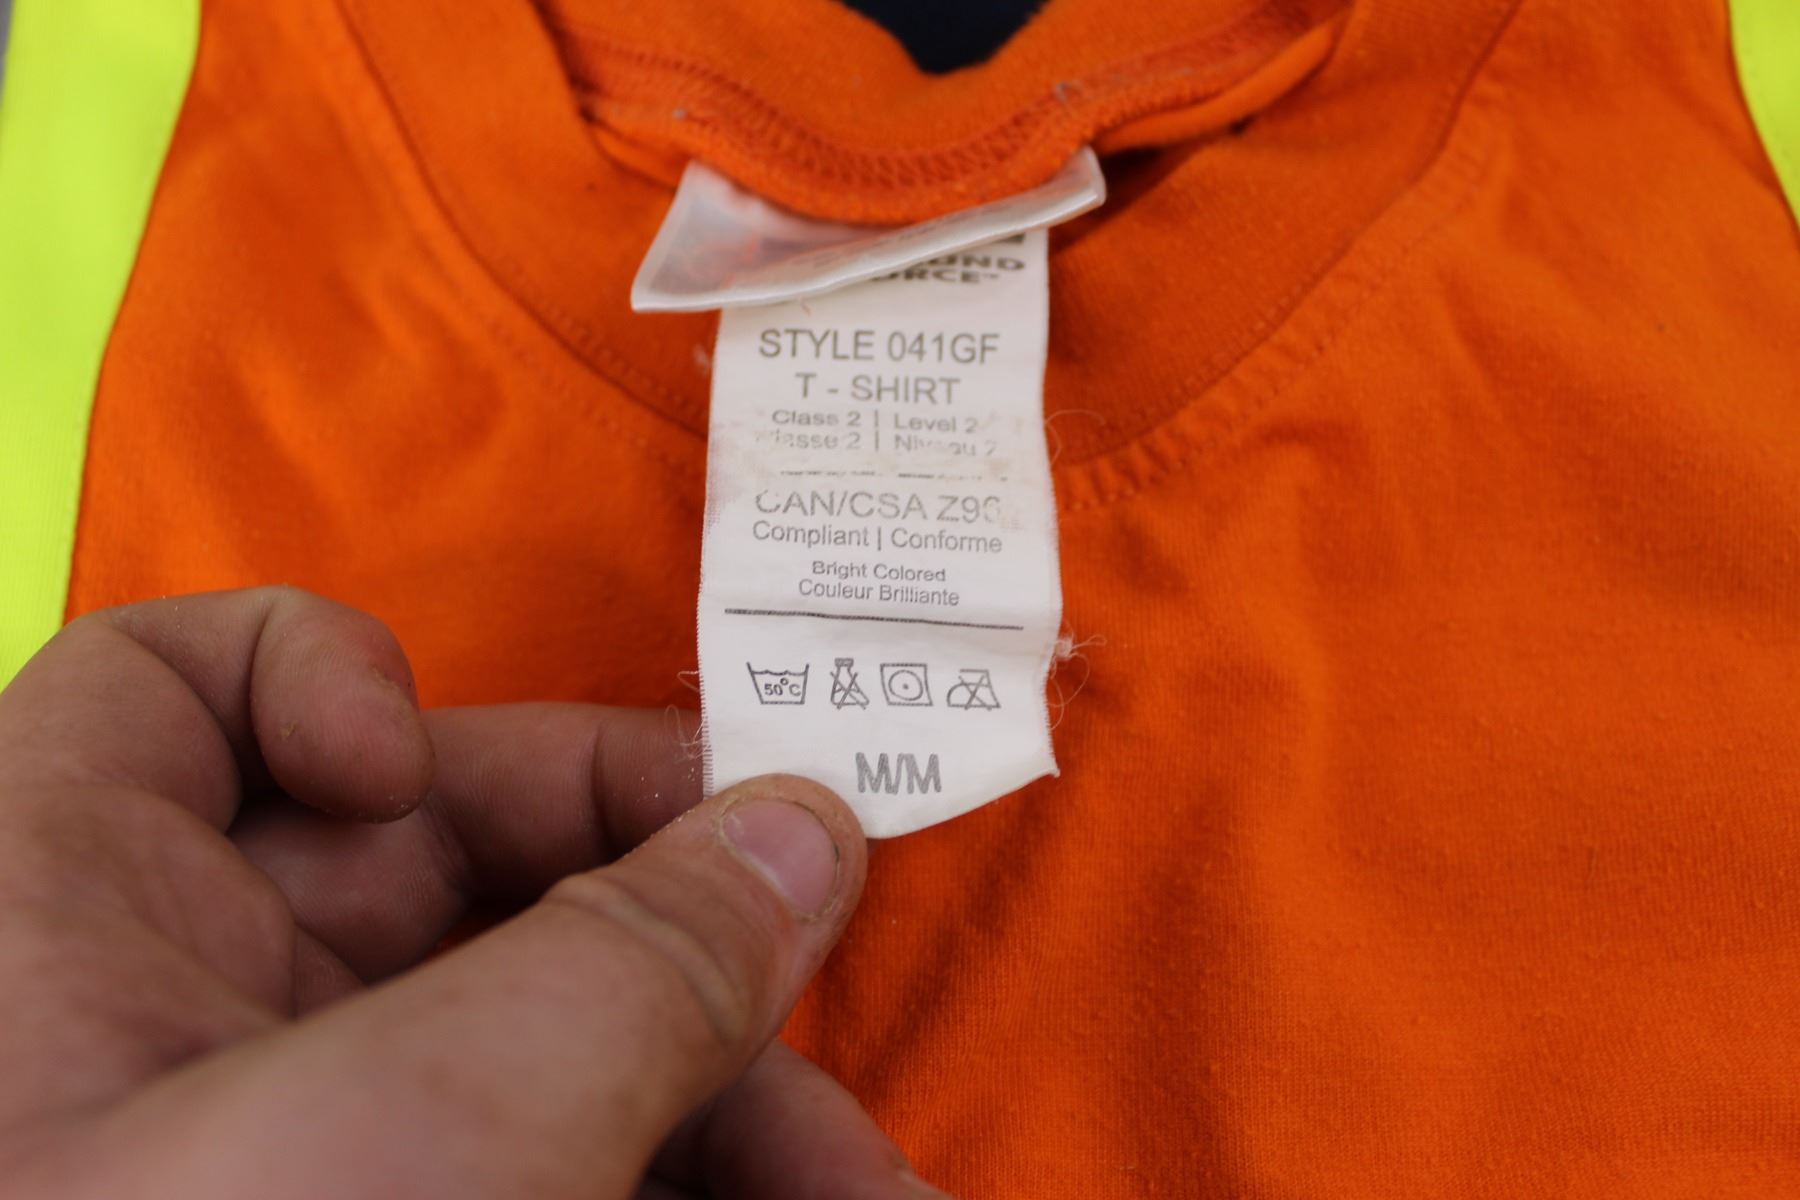 STYLE 041GF
T - SHIRT
Class 2 | Level 2
CAN/CSA Z96
Compliant | Conforme
Bright Colored
Couleur Brilliante
50°C
M/M